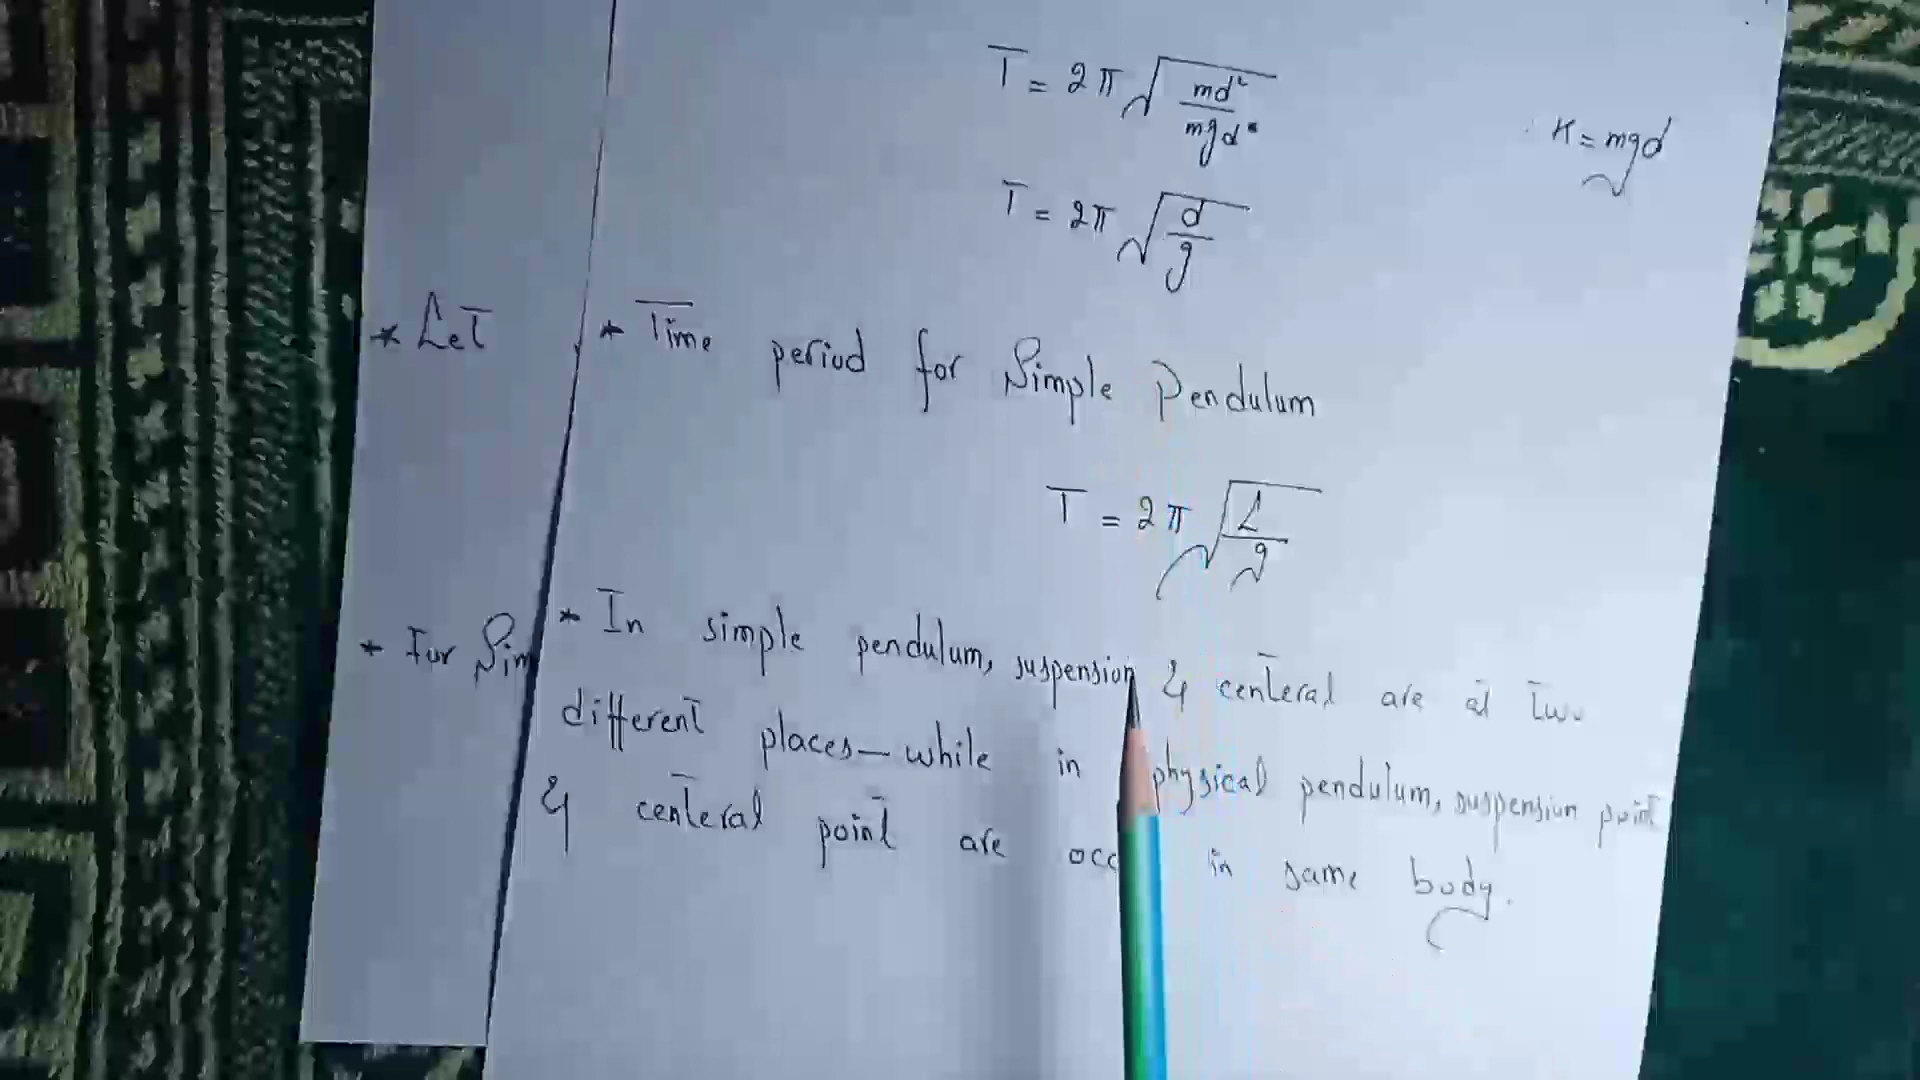 T = 2π √(md²/mgd)
K = mgd
T = 2π √(d/g)
* Let
* Time period for Simple Pendulum
T = 2π √(L/g)
* For Sim
* In simple pendulum, suspension & centeral are at two
different places – while in physical pendulum, suspension point
& centeral point are occ in same body.